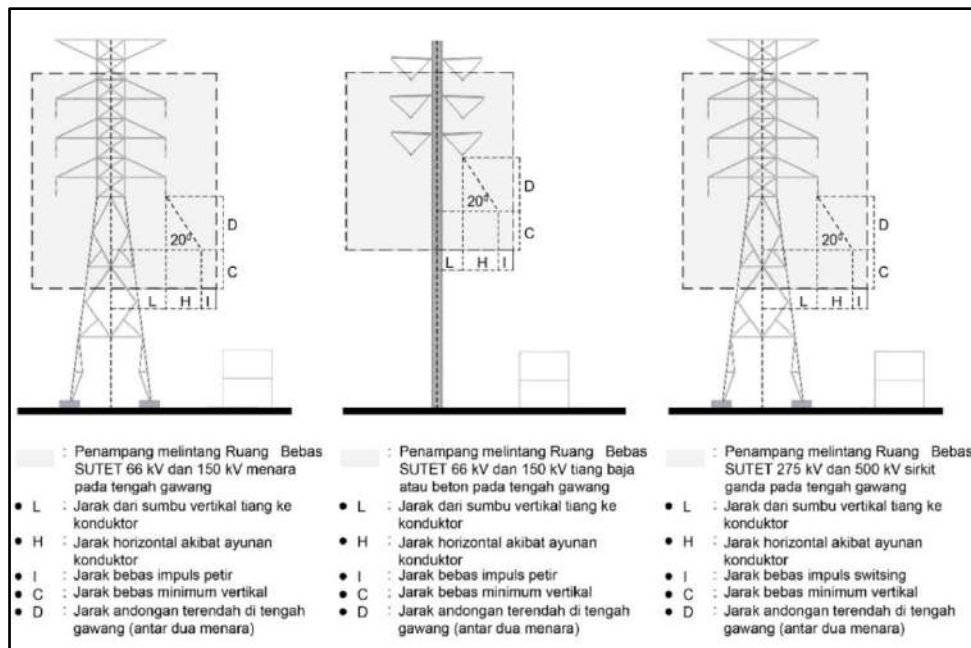 D
20°
C
L H I
D
20°
C
L H I
D
20°
C
L H I
: Penampang melintang Ruang Bebas
SUTET 66 kV dan 150 kV menara
pada tengah gawang
• L : Jarak dari sumbu vertikal tiang ke
konduktor
• H : Jarak horizontal akibat ayunan
konduktor
• I : Jarak bebas impuls petir
• C : Jarak bebas minimum vertikal
• D : Jarak andongan terendah di tengah
gawang (antar dua menara)
: Penampang melintang Ruang Bebas
SUTET 66 kV dan 150 kV tiang baja
atau beton pada tengah gawang
• L : Jarak dari sumbu vertikal tiang ke
konduktor
• H : Jarak horizontal akibat ayunan
konduktor
• I : Jarak bebas impuls petir
• C : Jarak bebas minimum vertikal
• D : Jarak andongan terendah di tengah
gawang (antar dua menara)
: Penampang melintang Ruang Bebas
SUTET 275 kV dan 500 kV sirkit
ganda pada tengah gawang
• L : Jarak dari sumbu vertikal tiang ke
konduktor
• H : Jarak horizontal akibat ayunan
konduktor
• I : Jarak bebas impuls switsing
• C : Jarak bebas minimum vertikal
• D : Jarak andongan terendah di tengah
gawang (antar dua menara)